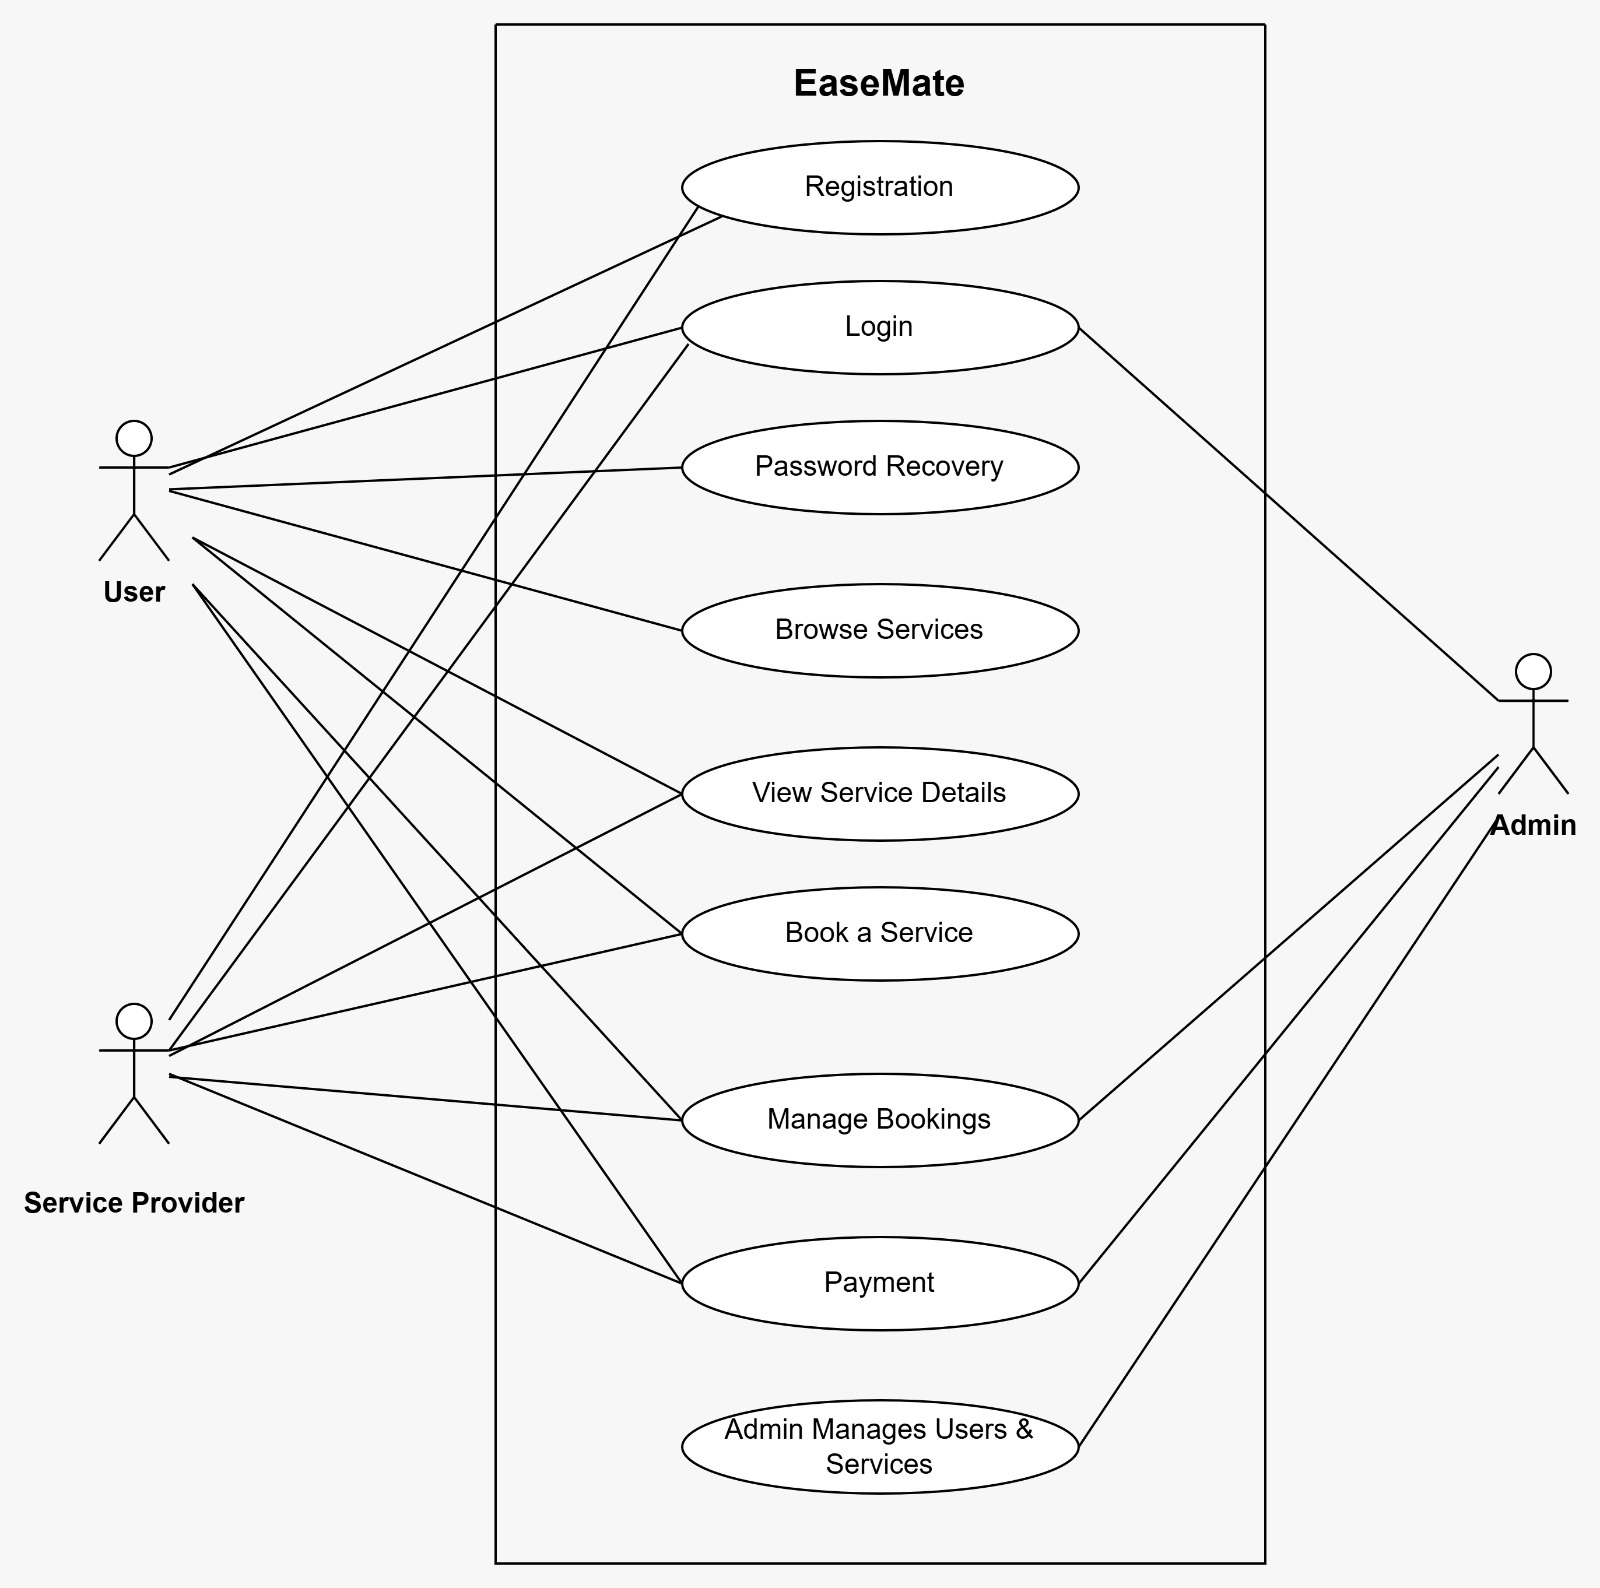 EaseMate
Registration
Login
Password Recovery
User
Browse Services
View Service Details
Admin
Book a Service
Manage Bookings
Service Provider
Payment
Admin Manages Users &
Services